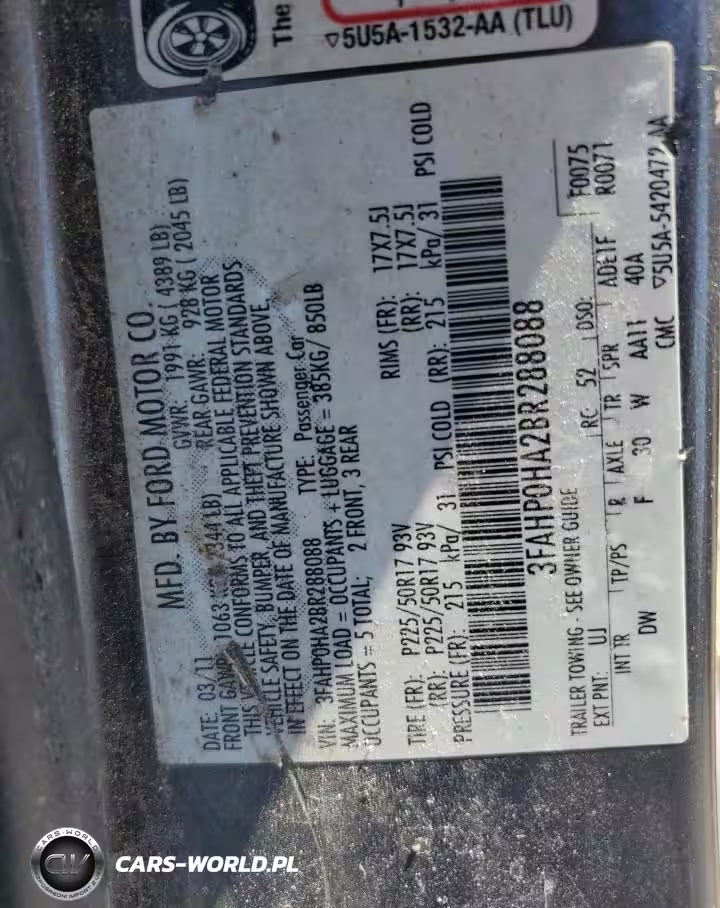 The
▽5U5A-1532-AA (TLU)
MFD. BY FORD MOTOR CO.
DATE: 03/11 GVWR: 1991 KG ( 4389 LB)
FRONT GAWR: 1063 2344 LB) REAR GAWR: 928 KG ( 2045 LB)
THIS VEHICLE CONFORMS TO ALL APPLICABLE FEDERAL MOTOR
VEHICLE SAFETY, BUMPER, AND THEFT PREVENTION STANDARDS
IN EFFECT ON THE DATE OF MANUFACTURE SHOWN ABOVE.
VIN: 3FAHP0HA2BR288088 TYPE: Passenger Car
MAXIMUM LOAD = OCCUPANTS + LUGGAGE = 385KG/ 850LB
OCCUPANTS = 5 TOTAL; 2 FRONT, 3 REAR
TIRE (FR): P225/50R17 93V RIMS (FR): 17X7.5J
(RR): P225/50R17 93V (RR): 17X7.5J
PRESSURE (FR): 215 kPa/ 31 PSI COLD (RR): 215 kPa/ 31 PSI COLD
3FAHP0HA2BR288088
TRAILER TOWING - SEE OWNER GUIDE F0075
EXT PNT: UJ RC: 52 DSO: R0071
INT TR TP/PS R AXLE TR SPR ADE1F
DW F 30 W AA11 40A
CMC ▽5U5A-5420472-AA
CARS-WORLD
CW
CARS-WORLD.PL